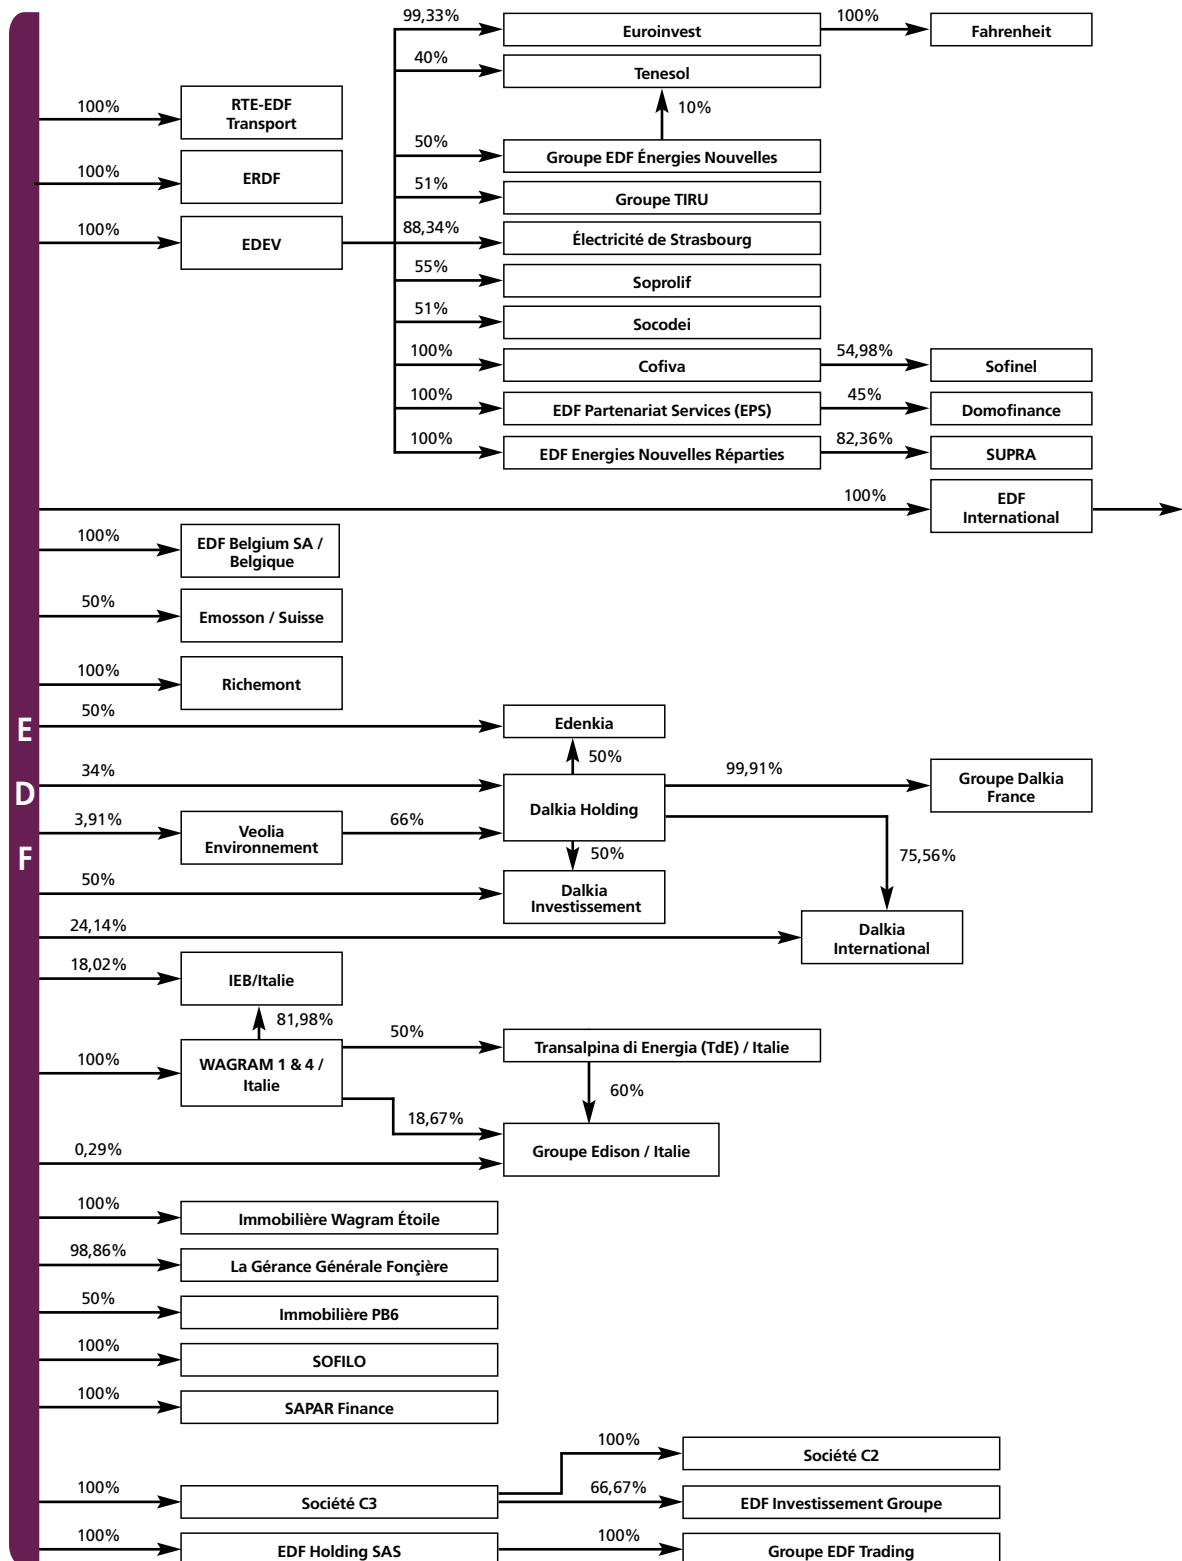 99,33%
Euroinvest
100%
Fahrenheit
40%
Tenesol
100%
RTE-EDF
Transport
10%
50%
Groupe EDF Énergies Nouvelles
100%
ERDF
51%
Groupe TIRU
100%
EDEV
88,34%
Électricité de Strasbourg
55%
Soprolif
51%
Socodei
100%
Cofiva
54,98%
Sofinel
100%
EDF Partenariat Services (EPS)
45%
Domofinance
100%
EDF Energies Nouvelles Réparties
82,36%
SUPRA
100%
EDF
International
100%
EDF Belgium SA /
Belgique
50%
Emosson / Suisse
100%
Richemont
50%
Edenkia
50%
E
D
F
34%
Dalkia Holding
99,91%
Groupe Dalkia
France
3,91%
Veolia
Environnement
66%
50%
75,56%
50%
Dalkia
Investissement
24,14%
Dalkia
International
18,02%
IEB/Italie
81,98%
100%
WAGRAM 1 & 4 /
Italie
50%
Transalpina di Energia (TdE) / Italie
60%
18,67%
0,29%
Groupe Edison / Italie
100%
Immobilière Wagram Étoile
98,86%
La Gérance Générale Fonçière
50%
Immobilière PB6
100%
SOFILO
100%
SAPAR Finance
100%
Société C2
100%
Société C3
66,67%
EDF Investissement Groupe
100%
EDF Holding SAS
100%
Groupe EDF Trading